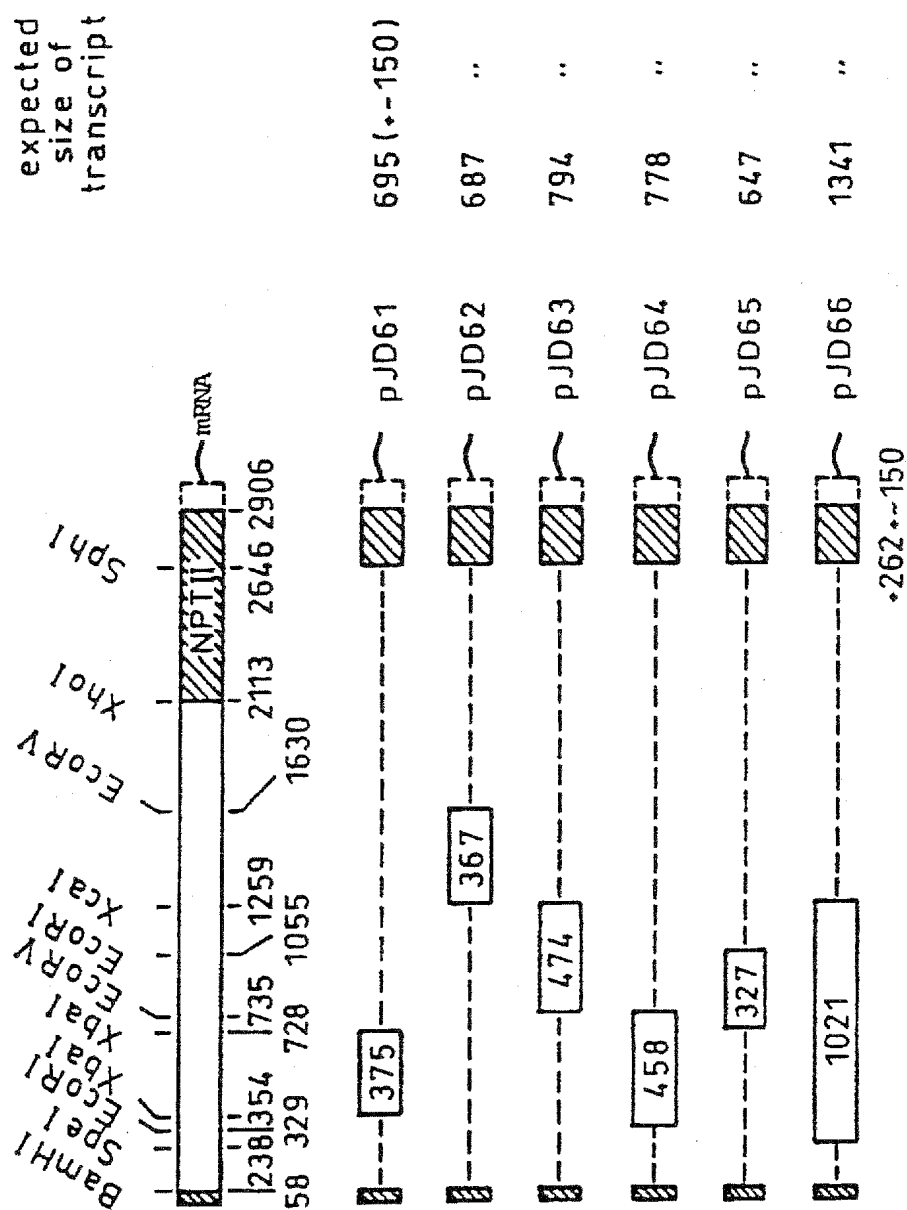 expected
size of
transcript
BamHI SpeI EcoRI XbaI XbaI EcoRV EcoRI XcaI EcoRV XhoI SphI
NPTII mRNA
238 354 735 1259 2113 2646 2906
58 329 728 1055 1630
375 pJD61 695 (+~150)
367 pJD62 687 "
474 pJD63 794 "
458 pJD64 778 "
327 pJD65 647 "
1021 pJD66 1341 "
+262+~150